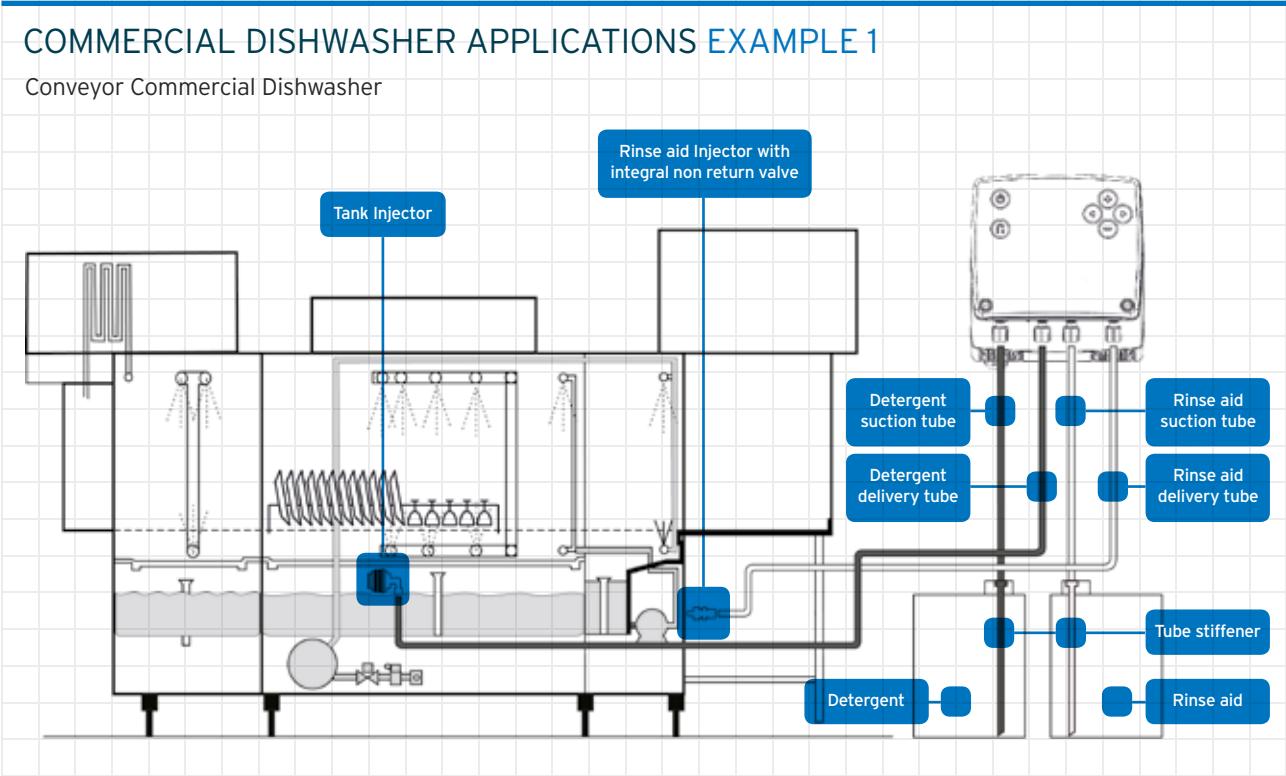 COMMERCIAL DISHWASHER APPLICATIONS EXAMPLE 1
Conveyor Commercial Dishwasher
Rinse aid Injector with
integral non return valve
Tank Injector
Detergent
suction tube
Rinse aid
suction tube
Detergent
delivery tube
Rinse aid
delivery tube
Tube stiffener
Detergent
Rinse aid